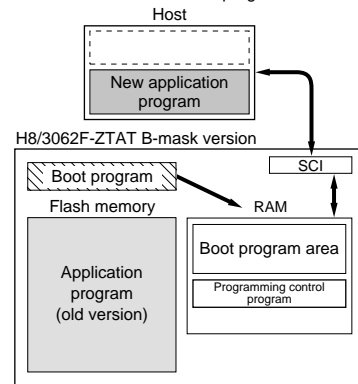 Host
New application
program
H8/3062F-ZTAT B-mask version
SCI
Boot program
Flash memory
RAM
Boot program area
Application
program
(old version)
Programming control
program